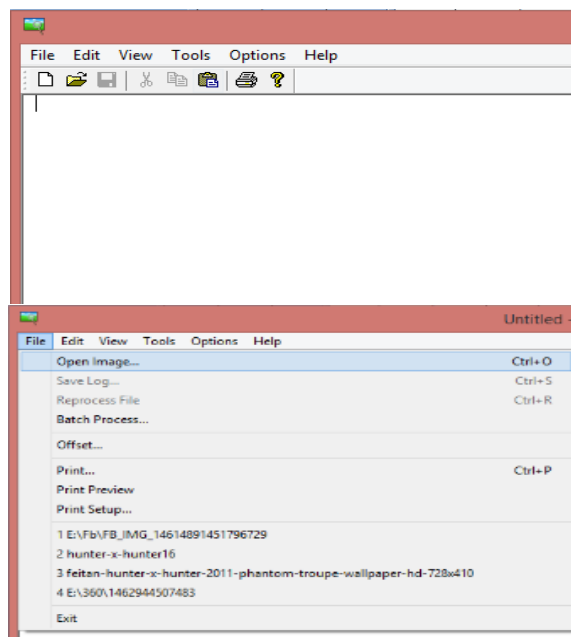 File Edit View Tools Options Help
Untitled -
File Edit View Tools Options Help
Open Image... Ctrl+O
Save Log... Ctrl+S
Reprocess File Ctrl+R
Batch Process...
Offset...
Print... Ctrl+P
Print Preview
Print Setup...
1 E:\Fb\FB_IMG_14614891451796729
2 hunter-x-hunter16
3 feitan-hunter-x-hunter-2011-phantom-troupe-wallpaper-hd-728x410
4 E:\360\1462944507483
Exit